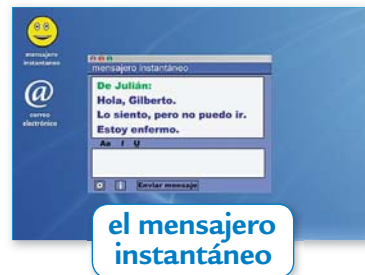 mensajero
instantáneo
@
correo
electrónico
mensajero instantáneo
De Julián:
Hola, Gilberto.
Lo siento, pero no puedo ir.
Estoy enfermo.
Aa I U
i
Enviar mensaje
el mensajero
instantáneo